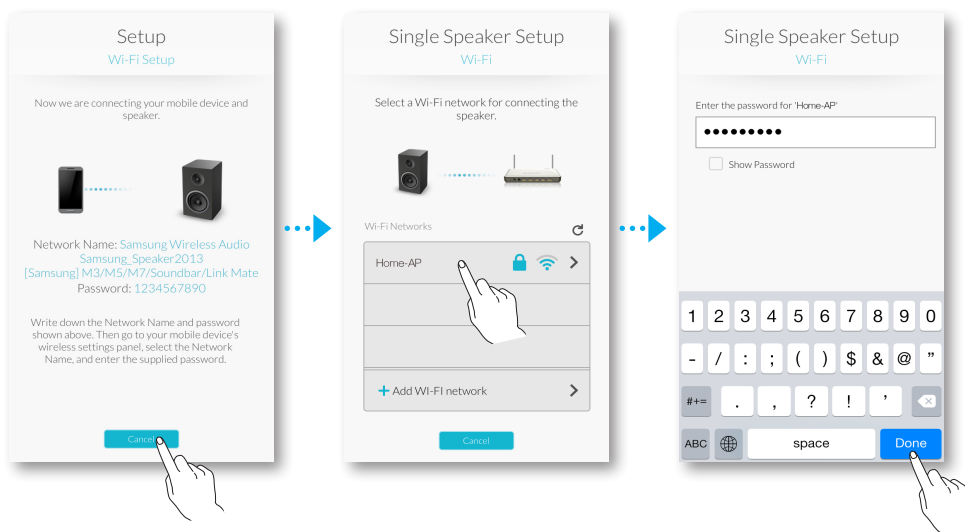 Setup
Wi-Fi Setup
Now we are connecting your mobile device and
speaker.
Network Name: Samsung Wireless Audio
Samsung_Speaker2013
[Samsung] M3/M5/M7/Soundbar/Link Mate
Password: 1234567890
Write down the Network Name and password
shown above. Then go to your mobile device's
wireless settings panel, select the Network
Name, and enter the supplied password.
Cancel
Single Speaker Setup
Wi-Fi
Select a Wi-Fi network for connecting the
speaker.
Wi-Fi Networks
Home-AP
+ Add WI-FI network
Cancel
Single Speaker Setup
Wi-Fi
Enter the password for 'Home-AP'
•••••••••
Show Password
1 2 3 4 5 6 7 8 9 0
- / : ; ( ) $ & @ ”
#+= . , ? ! ’
ABC space Done